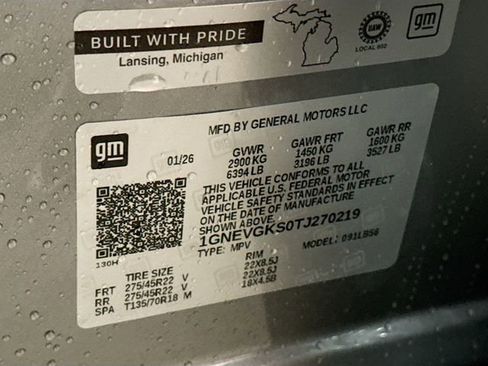 BUILT WITH PRIDE
Lansing, Michigan
UAW
LOCAL 602
gm
gm
MFD BY GENERAL MOTORS LLC
01/26
GVWR GAWR FRT GAWR RR
2900 KG 1450 KG 1600 KG
6394 LB 3196 LB 3527 LB
THIS VEHICLE CONFORMS TO ALL
APPLICABLE U.S. FEDERAL MOTOR
VEHICLE SAFETY STANDARDS IN EFFECT
ON THE DATE OF MANUFACTURE SHOWN ABOVE.
1GNEVGKS0TJ270219
TYPE: MPV MODEL: 091LB56
130H
TIRE SIZE RIM
FRT 275/45R22 V 22X8.5J
RR 275/45R22 V 22X8.5J
SPA T135/70R18 M 18X4.5B